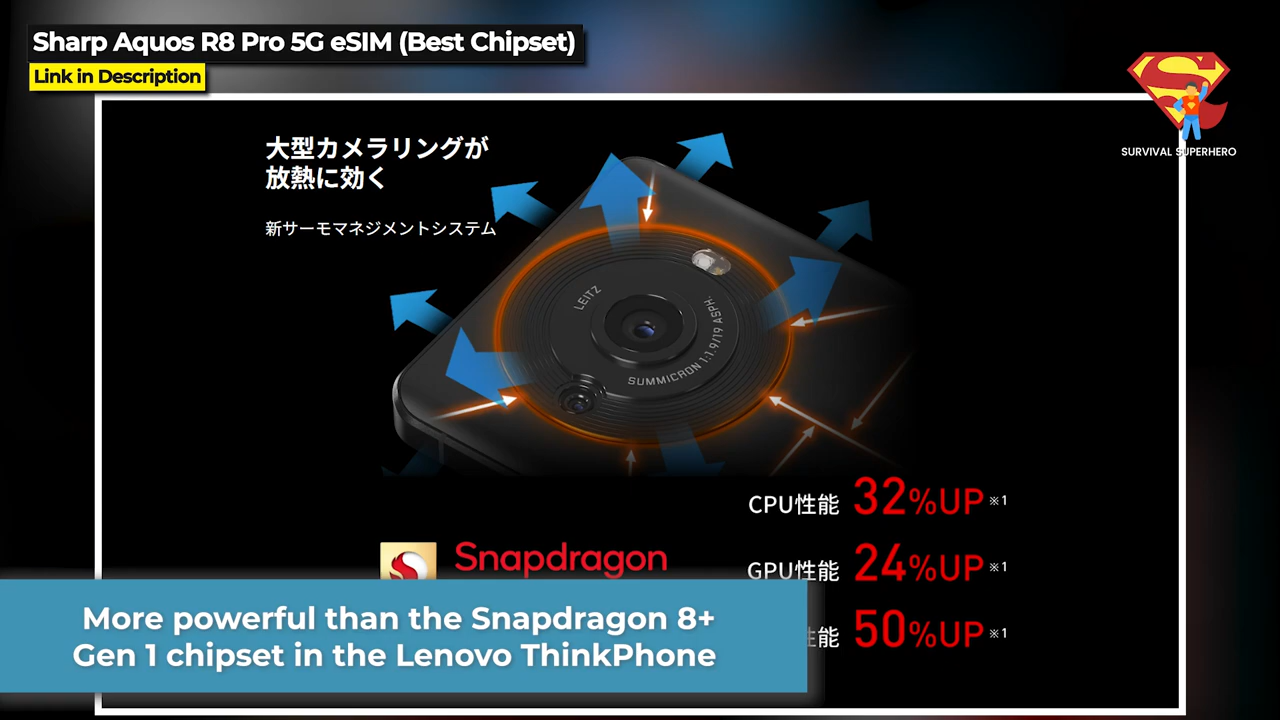 Sharp Aquos R8 Pro 5G eSIM (Best Chipset)
Link in Description
SURVIVAL SUPERHERO
大型カメラリングが
放熱に効く
新サーモマネジメントシステム
LEITZ
SUMMICRON 1:1.9/19 ASPH.
CPU性能 32%UP ※1
Snapdragon
GPU性能 24%UP ※1
性能 50%UP ※1
More powerful than the Snapdragon 8+
Gen 1 chipset in the Lenovo ThinkPhone